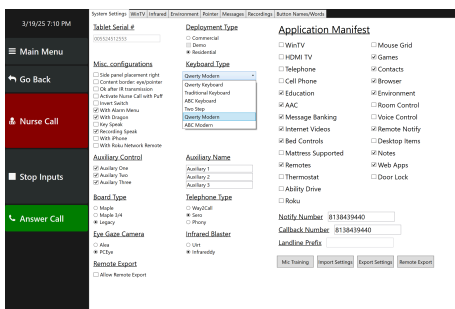 3/19/25 7:10 PM
Main Menu
Go Back
Nurse Call
Stop Inputs
Answer Call
System Settings WinTV Infrared Environment Pointer Messages Recordings Button Names/Words
Tablet Serial #
005524512553
Misc. configurations
Side panel placement right
Content border: eye/pointer
Ok after IR transmission
Activate Nurse Call with Puff
Invert Switch
With Alarm Menu
With Dragon
Key Speak
Recording Speak
With iPhone
With Roku Network Remote
Auxiliary Control
Auxilary One
Auxilary Two
Auxilary Three
Board Type
Maple
Maple 3/4
Legacy
Eye Gaze Camera
Alea
PCEye
Remote Export
Allow Remote Export
Deployment Type
Commercial
Demo
Residential
Keyboard Type
Qwerty Modern
Qwerty Keyboard
Traditional Keyboard
ABC Keyboard
Two Step
Qwerty Modern
ABC Modern
Auxiliary Name
Auxiliary 1
Auxiliary 2
Auxiliary 3
Telephone Type
Way2Call
Sero
Phony
Infrared Blaster
Uirt
Infrareddy
Application Manifest
WinTV
HDMI TV
Telephone
Cell Phone
Education
AAC
Message Banking
Internet Videos
Bed Controls
Mattress Supported
Remotes
Thermostat
Ability Drive
Roku
Mouse Grid
Games
Contacts
Browser
Environment
Room Control
Voice Control
Remote Notify
Desktop Items
Notes
Web Apps
Door Lock
Notify Number 8138439440
Callback Number 8138439440
Landline Prefix
Mic Training Import Settings Export Settings Remote Export